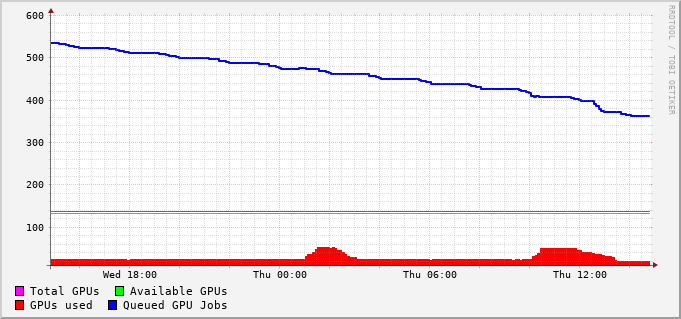 600
500
400
300
200
100
Wed 18:00 Thu 00:00 Thu 06:00 Thu 12:00
Total GPUs Available GPUs
GPUs used Queued GPU Jobs
RRDTOOL / TOBI OETIKER